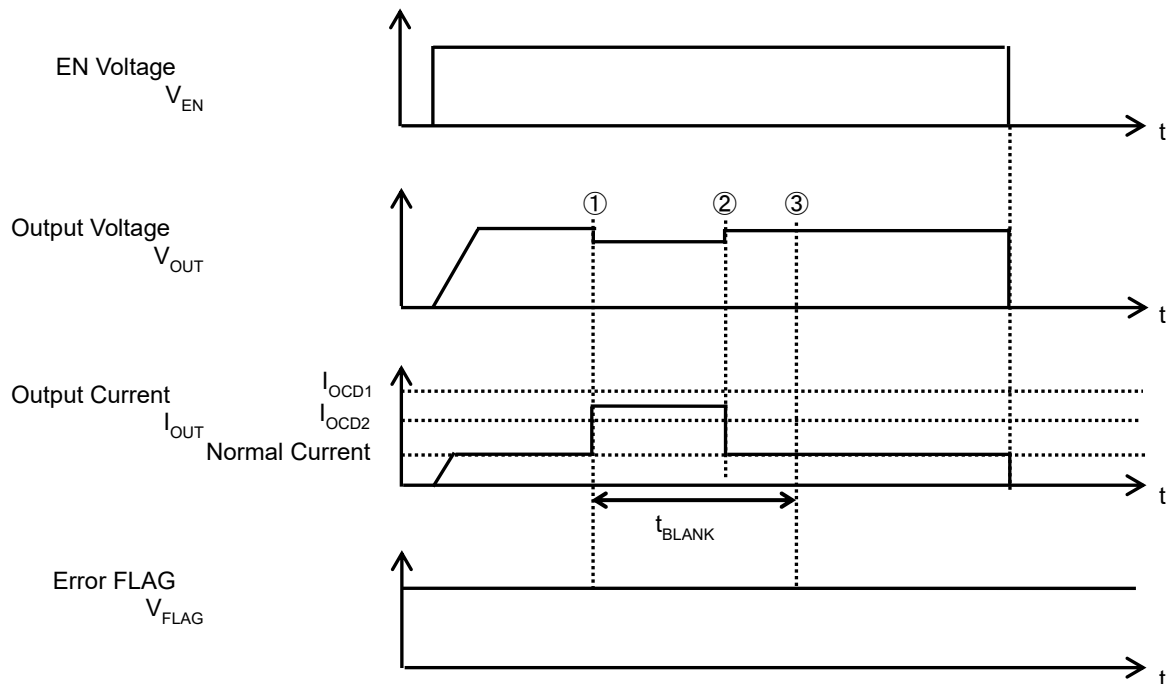 EN Voltage
V_EN
t
Output Voltage
V_OUT
① ② ③
t
Output Current
I_OUT
I_OCD1
I_OCD2
Normal Current
t
t_BLANK
Error FLAG
V_FLAG
t